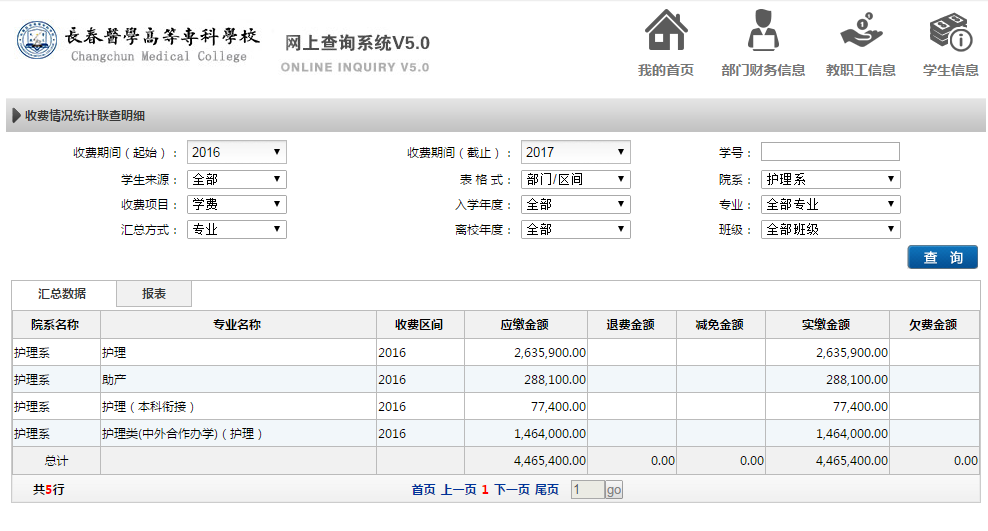 長春醫學高等專科學校
Changchun Medical College
网上查询系统V5.0
ONLINE INQUIRY V5.0
我的首页 部门财务信息 教职工信息 学生信息
收费情况统计联查明细
收费期间（起始）： 2016 收费期间（截止）： 2017 学号：
学生来源： 全部 表 格 式： 部门/区间 院系： 护理系
收费项目： 学费 入学年度： 全部 专业： 全部专业
汇总方式： 专业 离校年度： 全部 班级： 全部班级
查 询
汇总数据 报表
院系名称 专业名称 收费区间 应缴金额 退费金额 减免金额 实缴金额 欠费金额
护理系 护理 2016 2,635,900.00 2,635,900.00
护理系 助产 2016 288,100.00 288,100.00
护理系 护理（本科衔接） 2016 77,400.00 77,400.00
护理系 护理类(中外合作办学)（护理） 2016 1,464,000.00 1,464,000.00
总计 4,465,400.00 0.00 0.00 4,465,400.00 0.00
共5行 首页 上一页 1 下一页 尾页 1 go